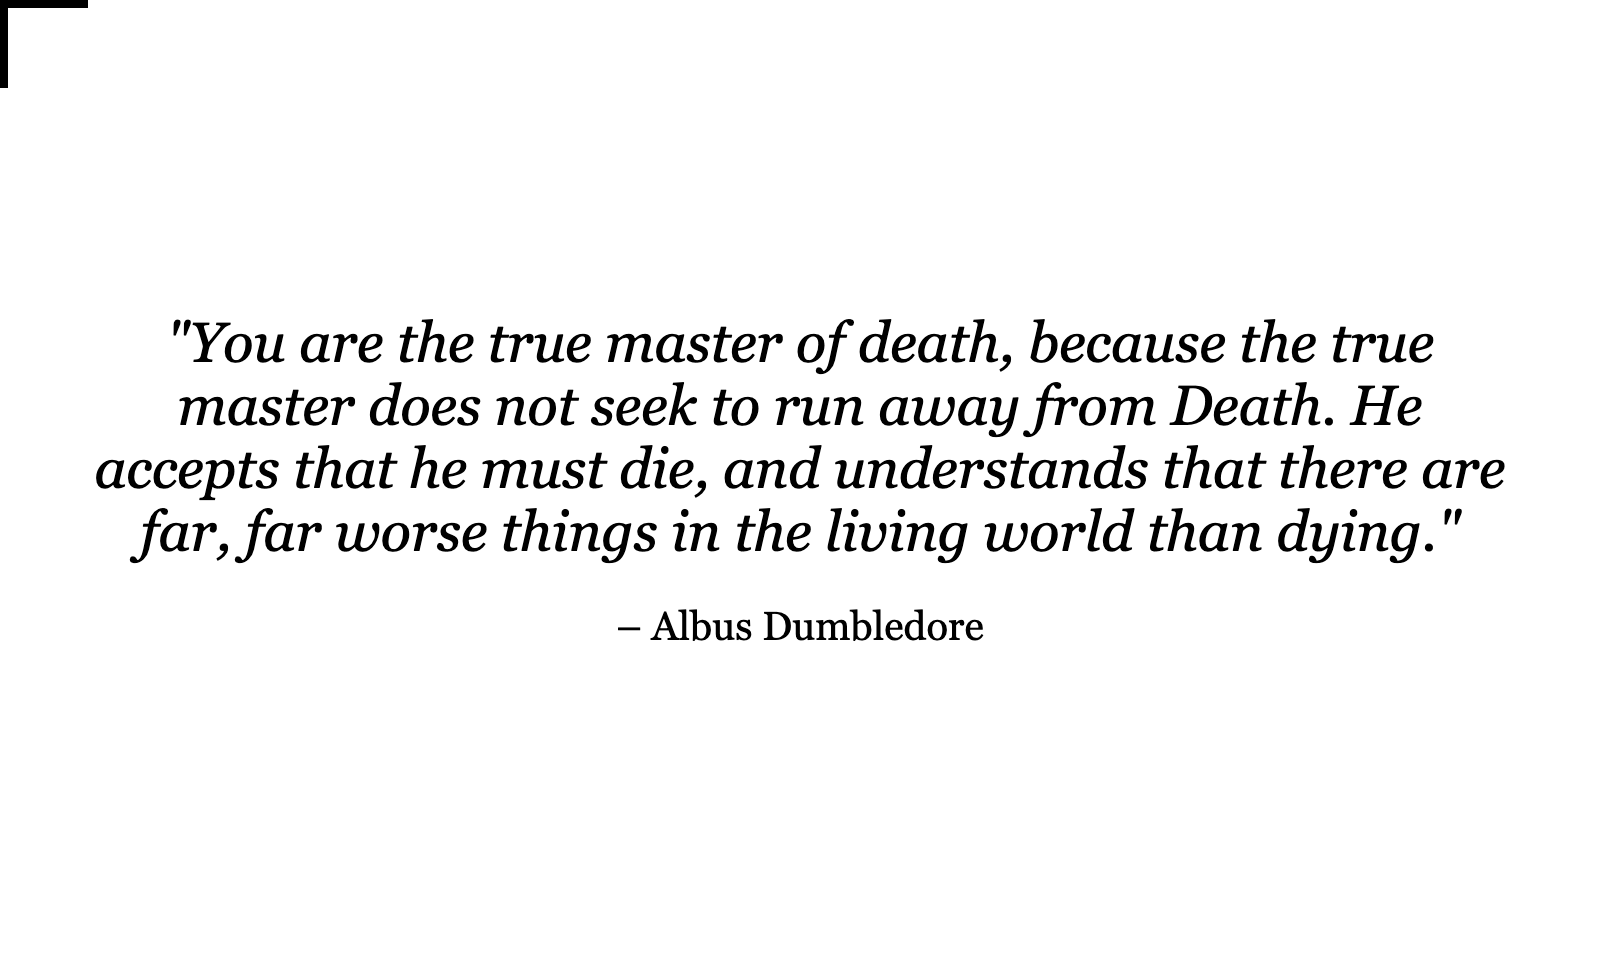 "You are the true master of death, because the true
master does not seek to run away from Death. He
accepts that he must die, and understands that there are
far, far worse things in the living world than dying."
– Albus Dumbledore